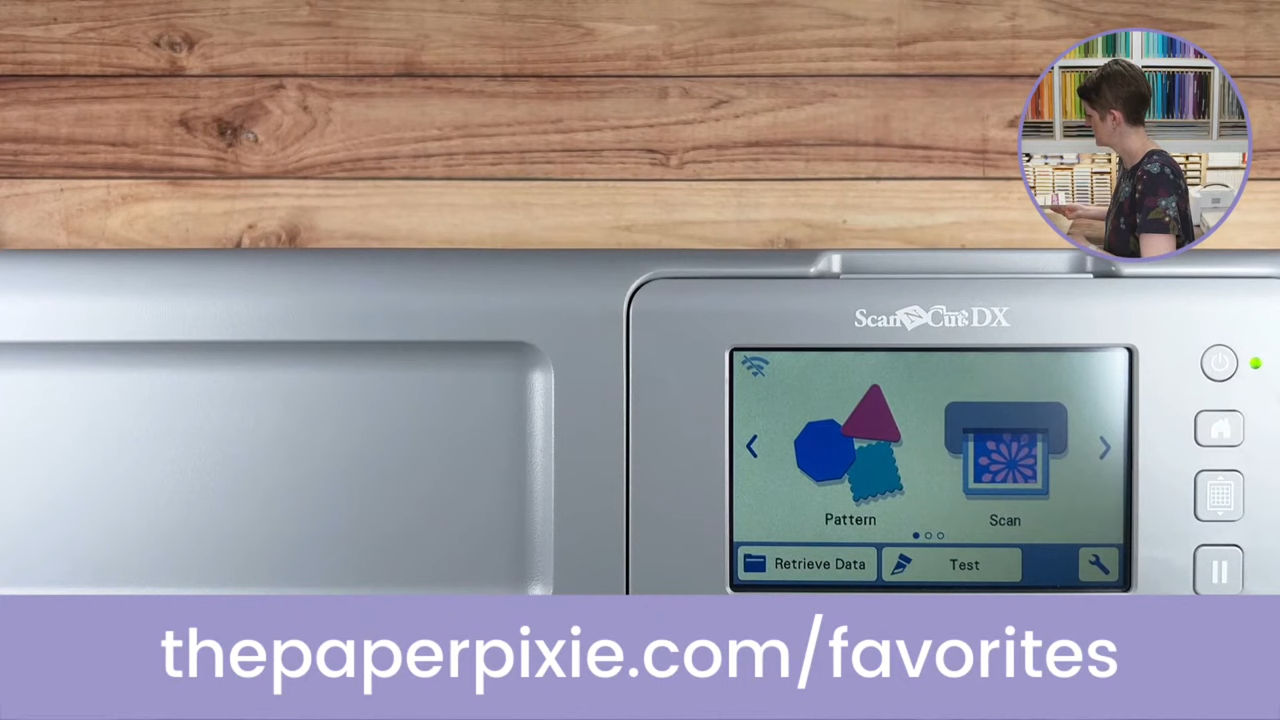 ScanNCut DX
Pattern
Scan
Retrieve Data
Test
thepaperpixie.com/favorites